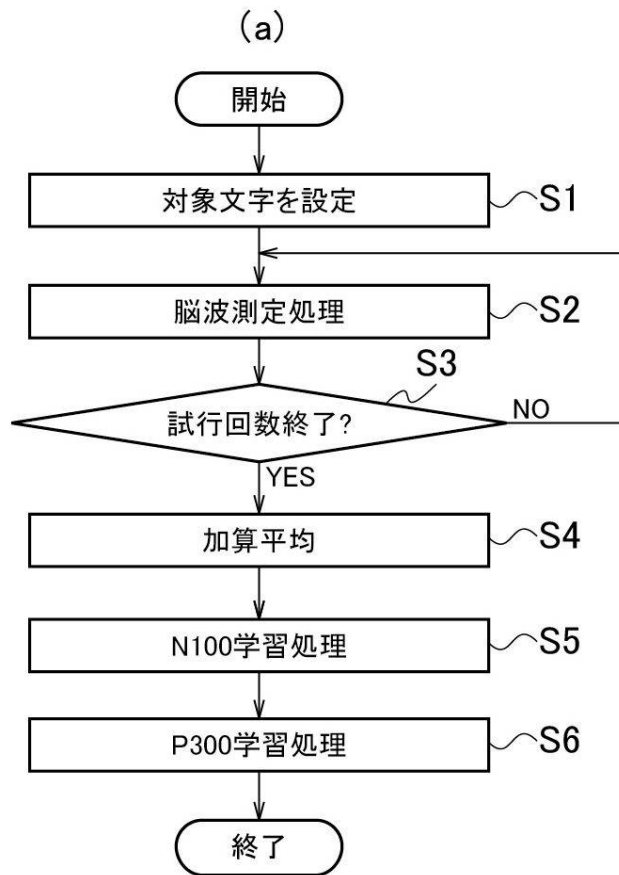 (a)
開始
対象文字を設定
S1
脳波測定処理
S2
S3
試行回数終了?
NO
YES
加算平均
S4
N100学習処理
S5
P300学習処理
S6
終了